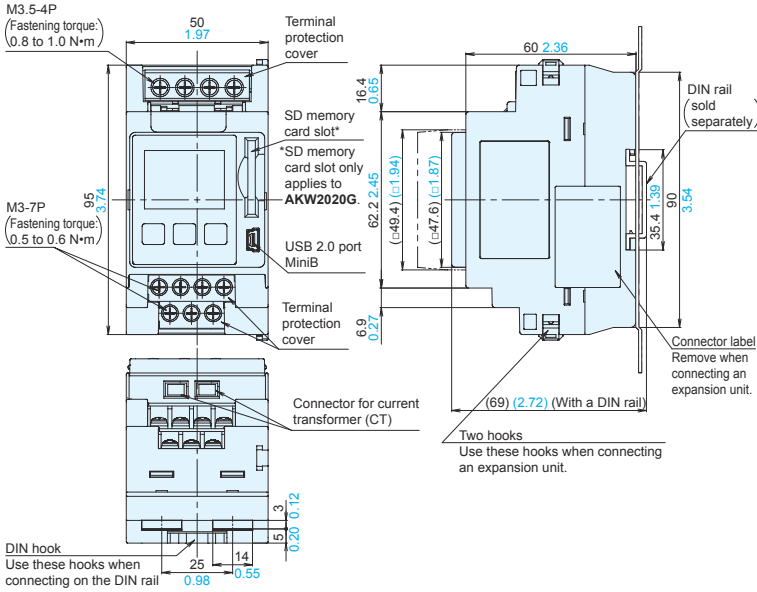 M3.5-4P
(Fastening torque:
0.8 to 1.0 N•m)
50
1.97
Terminal
protection
cover
SD memory
card slot*
*SD memory
card slot only
applies to
AKW2020G.
95
3.74
M3-7P
(Fastening torque:
0.5 to 0.6 N•m)
USB 2.0 port
MiniB
Terminal
protection
cover
60 2.36
16.4
0.65
62.2 2.45
(□49.4) (□1.94)
(□47.6) (□1.87)
6.9
0.27
DIN rail
(sold
separately)
35.4 1.39
90
3.54
Connector label
Remove when
connecting an
expansion unit.
(69) (2.72) (With a DIN rail)
Two hooks
Use these hooks when connecting
an expansion unit.
Connector for current
transformer (CT)
3
0.12
5
0.20
DIN hook
Use these hooks when
connecting on the DIN rail
25
0.98
14
0.55